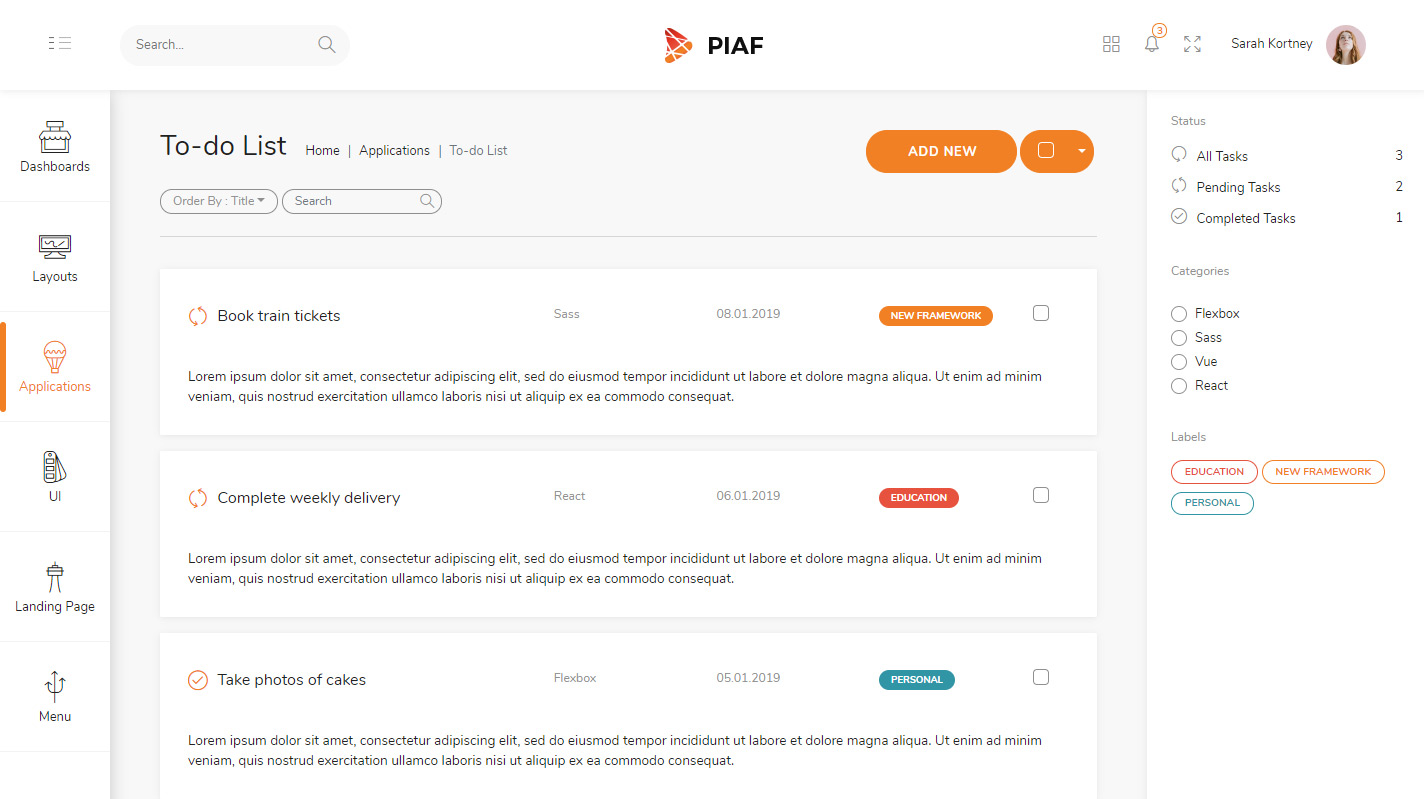 Search...
PIAF
3
Sarah Kortney
Dashboards
Layouts
Applications
UI
Landing Page
Menu
To-do List
Home | Applications | To-do List
ADD NEW
Order By : Title
Search
Book train tickets
Sass
08.01.2019
NEW FRAMEWORK
Lorem ipsum dolor sit amet, consectetur adipiscing elit, sed do eiusmod tempor incididunt ut labore et dolore magna aliqua. Ut enim ad minim
veniam, quis nostrud exercitation ullamco laboris nisi ut aliquip ex ea commodo consequat.
Complete weekly delivery
React
06.01.2019
EDUCATION
Lorem ipsum dolor sit amet, consectetur adipiscing elit, sed do eiusmod tempor incididunt ut labore et dolore magna aliqua. Ut enim ad minim
veniam, quis nostrud exercitation ullamco laboris nisi ut aliquip ex ea commodo consequat.
Take photos of cakes
Flexbox
05.01.2019
PERSONAL
Lorem ipsum dolor sit amet, consectetur adipiscing elit, sed do eiusmod tempor incididunt ut labore et dolore magna aliqua. Ut enim ad minim
veniam, quis nostrud exercitation ullamco laboris nisi ut aliquip ex ea commodo consequat.
Status
All Tasks 3
Pending Tasks 2
Completed Tasks 1
Categories
Flexbox
Sass
Vue
React
Labels
EDUCATION
NEW FRAMEWORK
PERSONAL